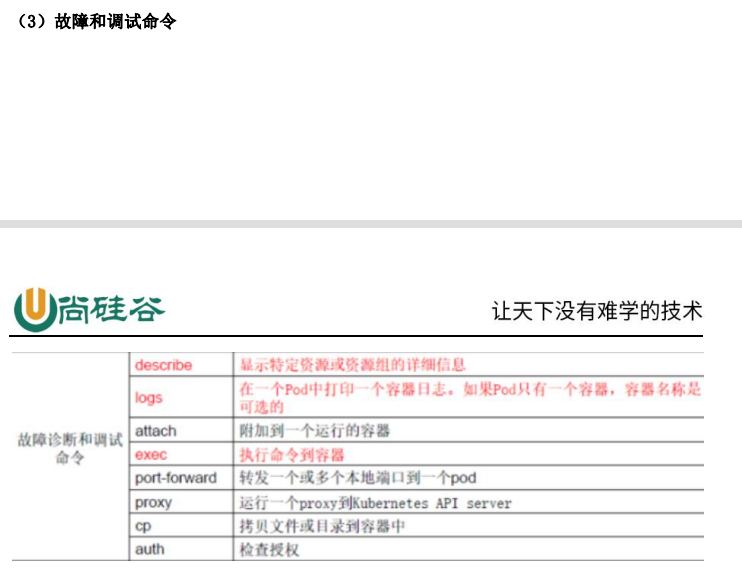 （3）故障和调试命令
尚硅谷
让天下没有难学的技术
故障诊断和调试
命令
describe 显示特定资源或资源组的详细信息
logs 在一个Pod中打印一个容器日志。如果Pod只有一个容器，容器名称是
可选的
attach 附加到一个运行的容器
exec 执行命令到容器
port-forward 转发一个或多个本地端口到一个pod
proxy 运行一个proxy到Kubernetes API server
cp 拷贝文件或目录到容器中
auth 检查授权